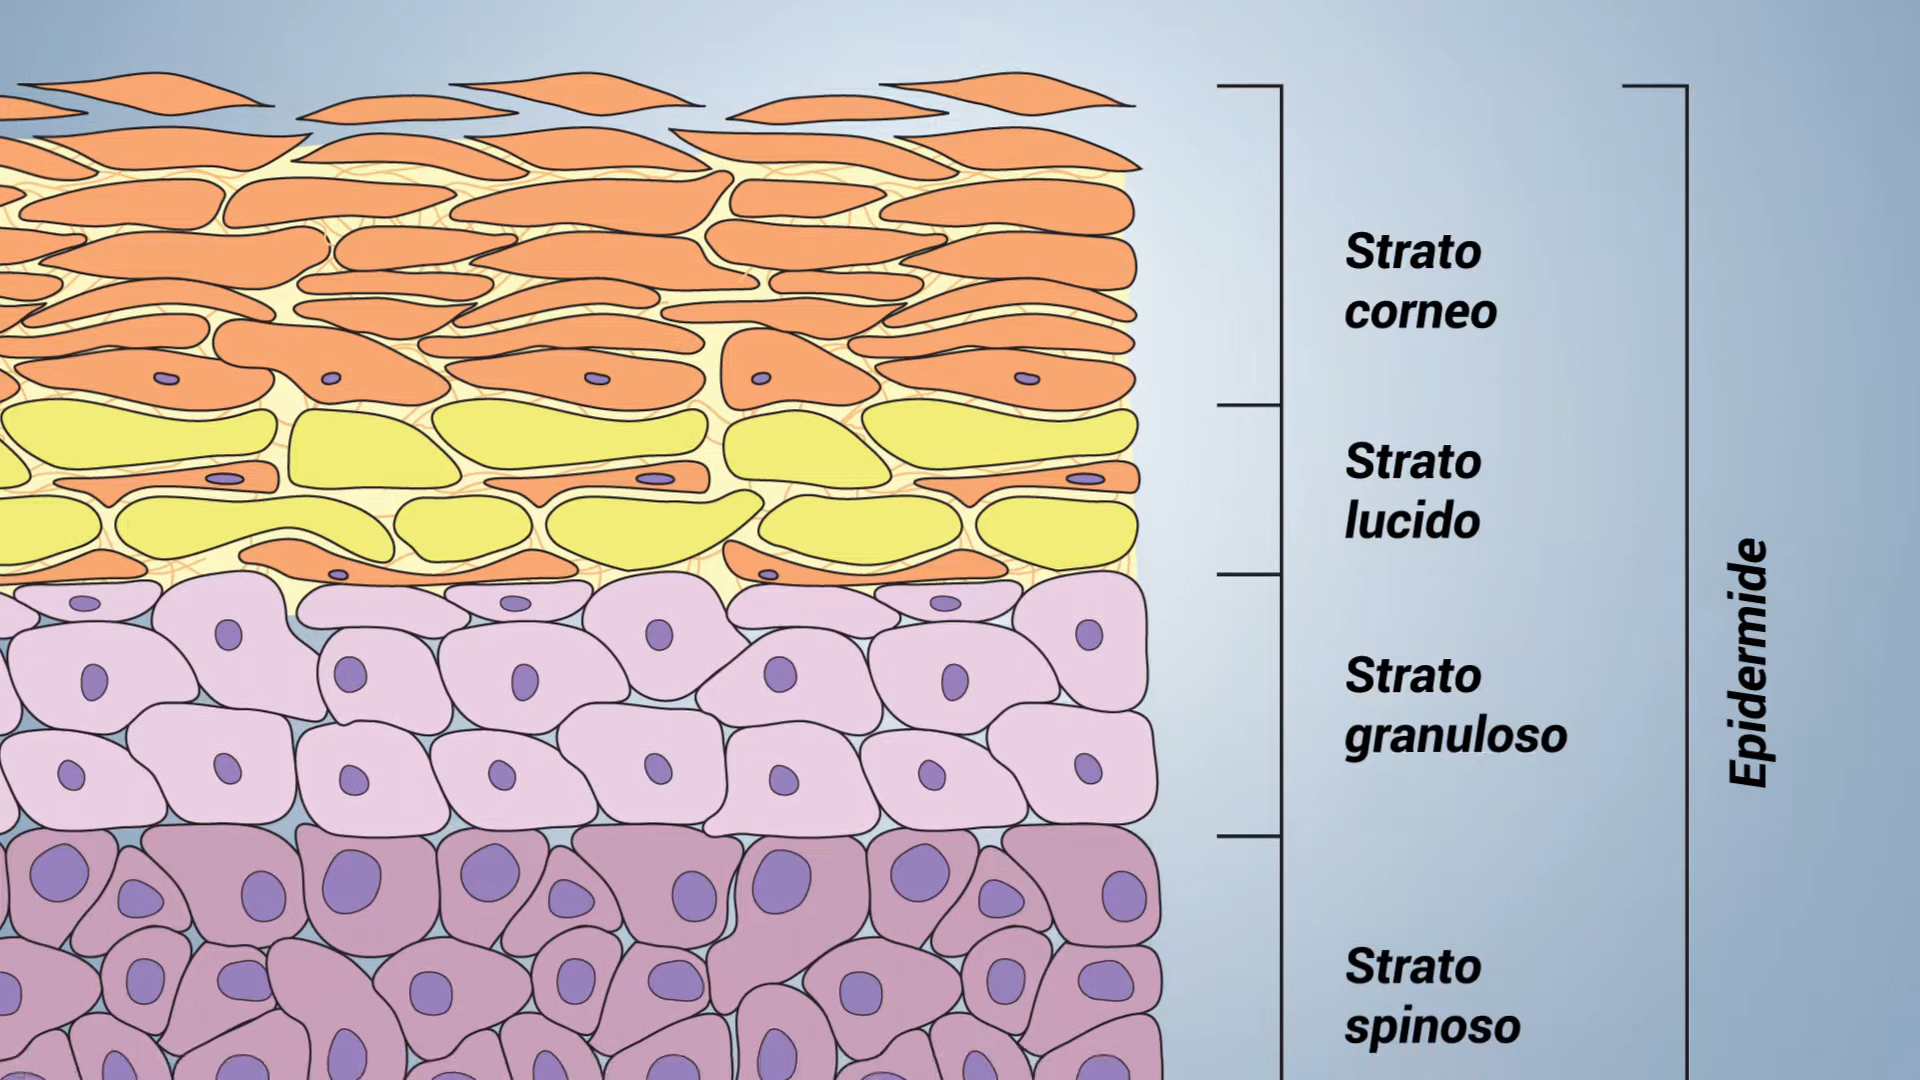 Strato
corneo
Strato
lucido
Strato
granuloso
Strato
spinoso
Epidermide